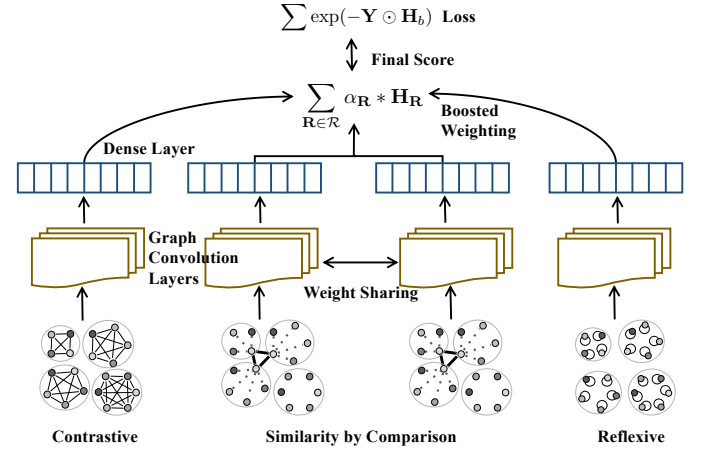 ∑ exp(−Y ⊙ H_b) Loss
Final Score
∑_{R∈𝓡} α_R ∗ H_R
Boosted
Weighting
Dense Layer
Graph
Convolution
Layers
Weight Sharing
Contrastive
Similarity by Comparison
Reflexive